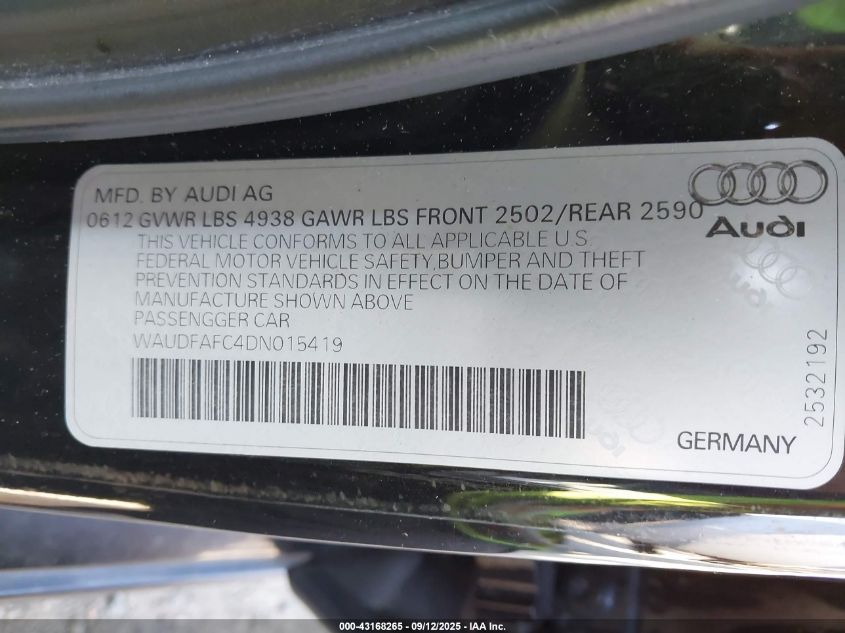 MFD. BY AUDI AG
0612 GVWR LBS 4938 GAWR LBS FRONT 2502/REAR 2590
THIS VEHICLE CONFORMS TO ALL APPLICABLE U.S
FEDERAL MOTOR VEHICLE SAFETY,BUMPER AND THEFT
PREVENTION STANDARDS IN EFFECT ON THE DATE OF
MANUFACTURE SHOWN ABOVE
PASSENGGER CAR
WAUDFAFC4DN015419
Audi
Audi
2532192
Audi
GERMANY
000-43168265 - 09/12/2025 - IAA Inc.